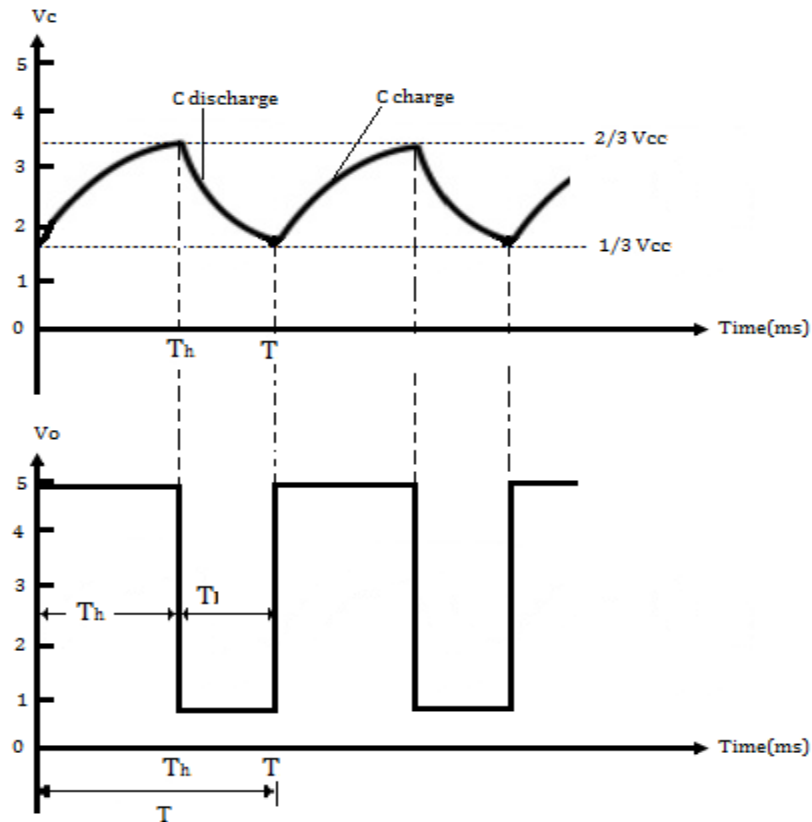 Vc
5
4
C discharge
C charge
2/3 Vcc
3
2
1/3 Vcc
1
0
Time(ms)
Th
T
Vo
5
4
3
Th
Tl
2
1
0
Time(ms)
Th
T
T